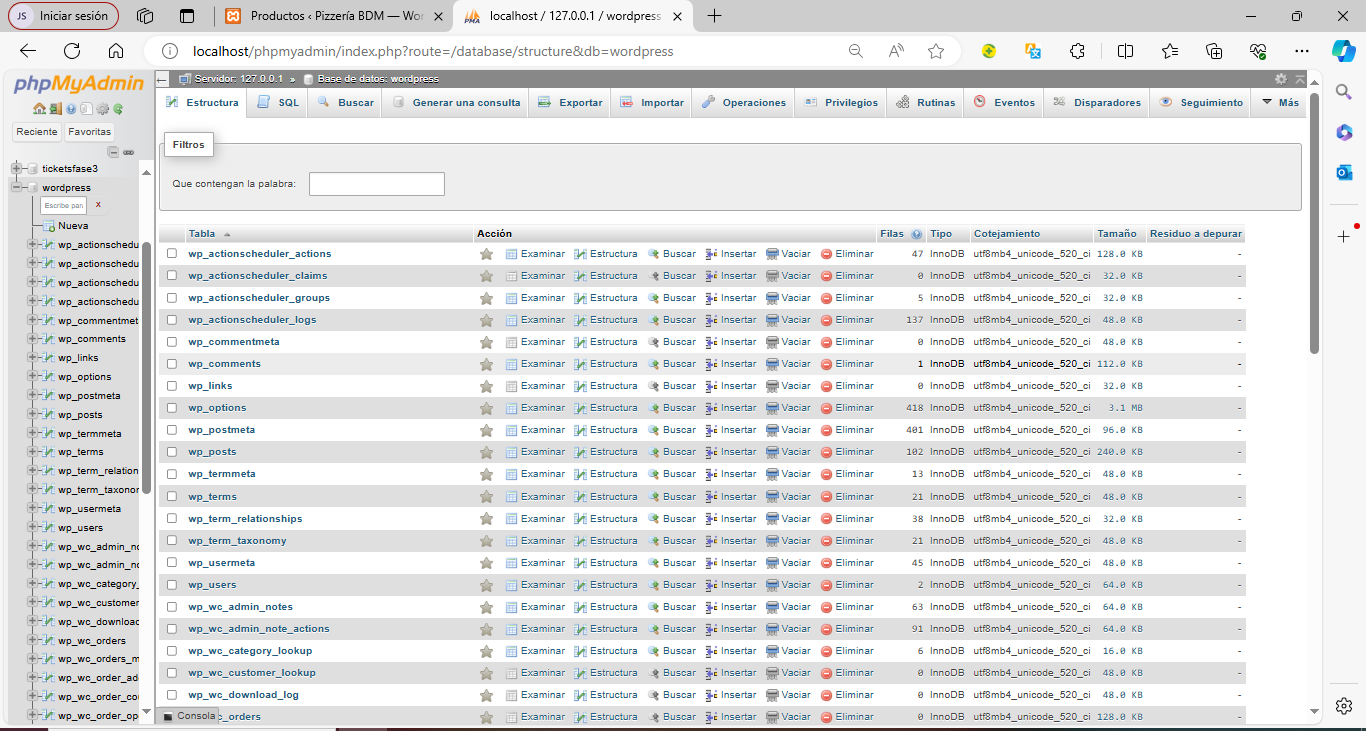 JS Iniciar sesión
Productos ‹ Pizzería BDM — Wor
localhost / 127.0.0.1 / wordpress
localhost/phpmyadmin/index.php?route=/database/structure&db=wordpress
phpMyAdmin
Reciente Favoritas
ticketsfase3
wordpress
Escribe pan X
Nueva
wp_actionschedu
wp_actionschedu
wp_actionschedu
wp_actionschedu
wp_commentmet
wp_comments
wp_links
wp_options
wp_postmeta
wp_posts
wp_termmeta
wp_terms
wp_term_relation
wp_term_taxonor
wp_usermeta
wp_users
wp_wc_admin_nc
wp_wc_admin_nc
wp_wc_category_
wp_wc_customer
wp_wc_download
wp_wc_orders
wp_wc_orders_m
wp_wc_order_ad
wp_wc_order_co
wp_wc_order_op
Servidor: 127.0.0.1 » Base de datos: wordpress
Estructura SQL Buscar Generar una consulta Exportar Importar Operaciones Privilegios Rutinas Eventos Disparadores Seguimiento Más
Filtros
Que contengan la palabra:
Tabla Acción Filas Tipo Cotejamiento Tamaño Residuo a depurar
wp_actionscheduler_actions Examinar Estructura Buscar Insertar Vaciar Eliminar 47 InnoDB utf8mb4_unicode_520_ci 128.0 KB -
wp_actionscheduler_claims Examinar Estructura Buscar Insertar Vaciar Eliminar 0 InnoDB utf8mb4_unicode_520_ci 32.0 KB -
wp_actionscheduler_groups Examinar Estructura Buscar Insertar Vaciar Eliminar 5 InnoDB utf8mb4_unicode_520_ci 32.0 KB -
wp_actionscheduler_logs Examinar Estructura Buscar Insertar Vaciar Eliminar 137 InnoDB utf8mb4_unicode_520_ci 48.0 KB -
wp_commentmeta Examinar Estructura Buscar Insertar Vaciar Eliminar 0 InnoDB utf8mb4_unicode_520_ci 48.0 KB -
wp_comments Examinar Estructura Buscar Insertar Vaciar Eliminar 1 InnoDB utf8mb4_unicode_520_ci 112.0 KB -
wp_links Examinar Estructura Buscar Insertar Vaciar Eliminar 0 InnoDB utf8mb4_unicode_520_ci 32.0 KB -
wp_options Examinar Estructura Buscar Insertar Vaciar Eliminar 418 InnoDB utf8mb4_unicode_520_ci 3.1 MB -
wp_postmeta Examinar Estructura Buscar Insertar Vaciar Eliminar 401 InnoDB utf8mb4_unicode_520_ci 96.0 KB -
wp_posts Examinar Estructura Buscar Insertar Vaciar Eliminar 102 InnoDB utf8mb4_unicode_520_ci 240.0 KB -
wp_termmeta Examinar Estructura Buscar Insertar Vaciar Eliminar 13 InnoDB utf8mb4_unicode_520_ci 48.0 KB -
wp_terms Examinar Estructura Buscar Insertar Vaciar Eliminar 21 InnoDB utf8mb4_unicode_520_ci 48.0 KB -
wp_term_relationships Examinar Estructura Buscar Insertar Vaciar Eliminar 38 InnoDB utf8mb4_unicode_520_ci 32.0 KB -
wp_term_taxonomy Examinar Estructura Buscar Insertar Vaciar Eliminar 21 InnoDB utf8mb4_unicode_520_ci 48.0 KB -
wp_usermeta Examinar Estructura Buscar Insertar Vaciar Eliminar 45 InnoDB utf8mb4_unicode_520_ci 48.0 KB -
wp_users Examinar Estructura Buscar Insertar Vaciar Eliminar 2 InnoDB utf8mb4_unicode_520_ci 64.0 KB -
wp_wc_admin_notes Examinar Estructura Buscar Insertar Vaciar Eliminar 63 InnoDB utf8mb4_unicode_520_ci 64.0 KB -
wp_wc_admin_note_actions Examinar Estructura Buscar Insertar Vaciar Eliminar 91 InnoDB utf8mb4_unicode_520_ci 64.0 KB -
wp_wc_category_lookup Examinar Estructura Buscar Insertar Vaciar Eliminar 6 InnoDB utf8mb4_unicode_520_ci 16.0 KB -
wp_wc_customer_lookup Examinar Estructura Buscar Insertar Vaciar Eliminar 0 InnoDB utf8mb4_unicode_520_ci 48.0 KB -
wp_wc_download_log Examinar Estructura Buscar Insertar Vaciar Eliminar 0 InnoDB utf8mb4_unicode_520_ci 48.0 KB -
Consola c_orders Examinar Estructura Buscar Insertar Vaciar Eliminar 0 InnoDB utf8mb4_unicode_520_ci 128.0 KB -